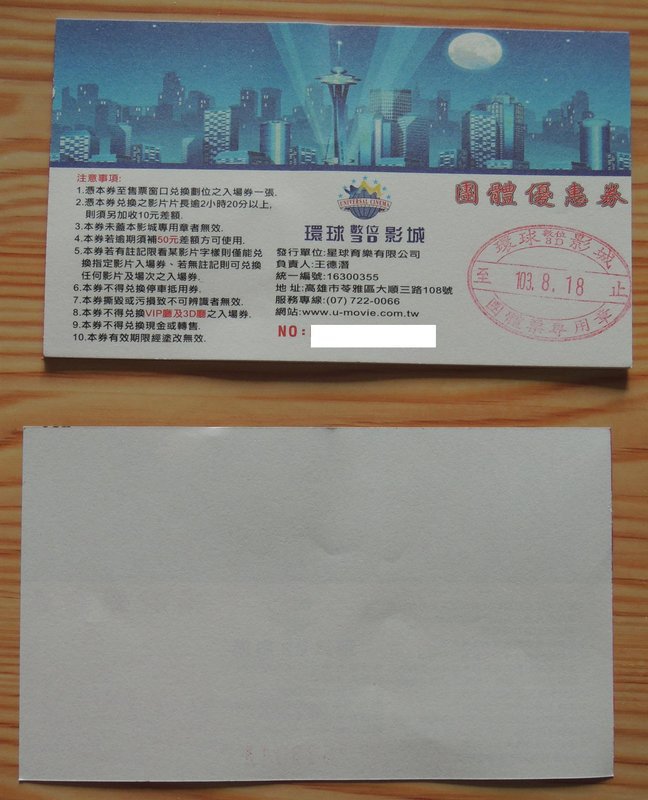 注意事項:
1.憑本券至售票窗口兌換劃位之入場券一張.
2.憑本券兌換之影片片長逾2小時20分以上,
則須另加收10元差額.
3.本券未蓋本影城專用章者無效.
4.本券若逾期須補50元差額方可使用.
5.本券若有註記限看某影片字樣則僅能兌
換指定影片入場券、若無註記則可兌換
任何影片及場次之入場券.
6.本券不得兌換停車抵用券.
7.本券撕毀或污損致不可辨識者無效.
8.本券不得兌換VIP廳及3D廳之入場券.
9.本券不得兌換現金或轉售.
10.本券有效期限經塗改無效.
UNIVERSAL CINEMA
環球數位影城
發行單位:星球育樂有限公司
負責人:王德潛
統一編號:16300355
地 址:高雄市苓雅區大順三路108號
服務專線:(07) 722-0066
網站:www.u-movie.com.tw
NO:
團體優惠券
環球數位3D影城
至 103.8.18 止
團體票專用章